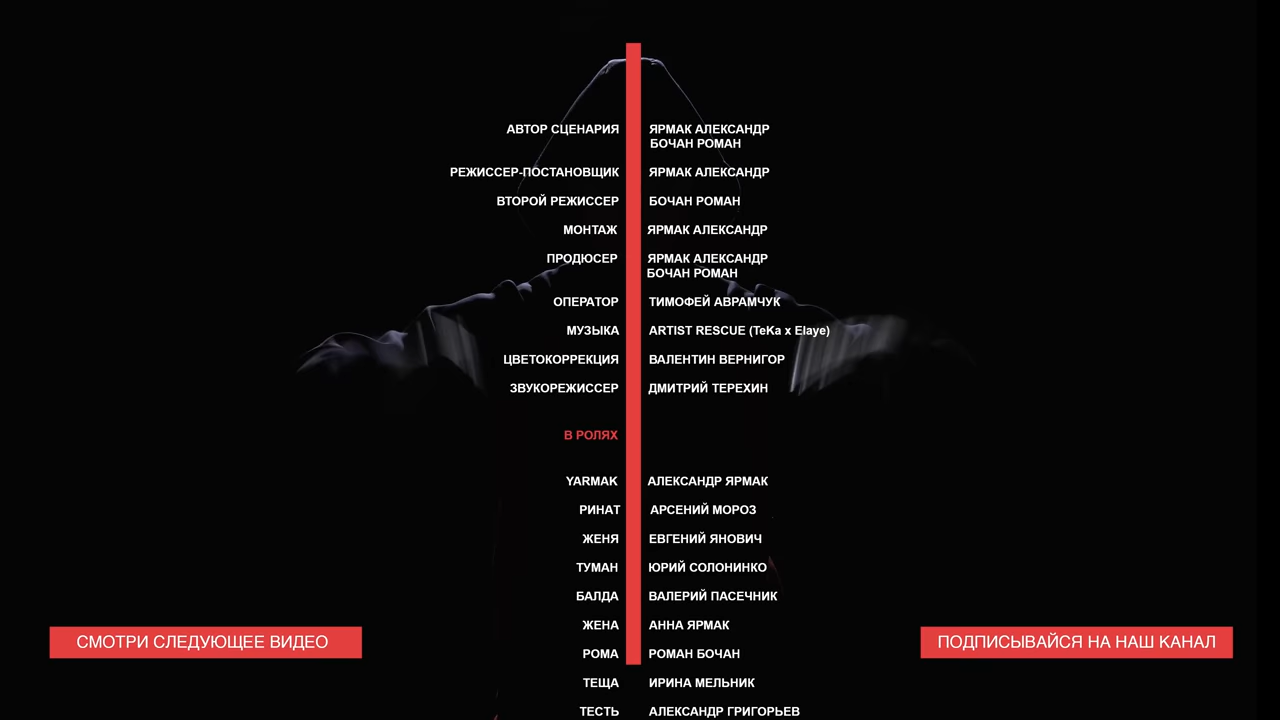 АВТОР СЦЕНАРИЯ ЯРМАК АЛЕКСАНДР
БОЧАН РОМАН
РЕЖИССЕР-ПОСТАНОВЩИК ЯРМАК АЛЕКСАНДР
ВТОРОЙ РЕЖИССЕР БОЧАН РОМАН
МОНТАЖ ЯРМАК АЛЕКСАНДР
ПРОДЮСЕР ЯРМАК АЛЕКСАНДР
БОЧАН РОМАН
ОПЕРАТОР ТИМОФЕЙ АВРАМЧУК
МУЗЫКА ARTIST RESCUE (TeKa x Elaye)
ЦВЕТОКОРРЕКЦИЯ ВАЛЕНТИН ВЕРНИГОР
ЗВУКОРЕЖИССЕР ДМИТРИЙ ТЕРЕХИН
В РОЛЯХ
YARMAK АЛЕКСАНДР ЯРМАК
РИНАТ АРСЕНИЙ МОРОЗ
ЖЕНЯ ЕВГЕНИЙ ЯНОВИЧ
ТУМАН ЮРИЙ СОЛОНИНКО
БАЛДА ВАЛЕРИЙ ПАСЕЧНИК
ЖЕНА АННА ЯРМАК
РОМА РОМАН БОЧАН
ТЕЩА ИРИНА МЕЛЬНИК
ТЕСТЬ АЛЕКСАНДР ГРИГОРЬЕВ
СМОТРИ СЛЕДУЮЩЕЕ ВИДЕО
ПОДПИСЫВАЙСЯ НА НАШ КАНАЛ